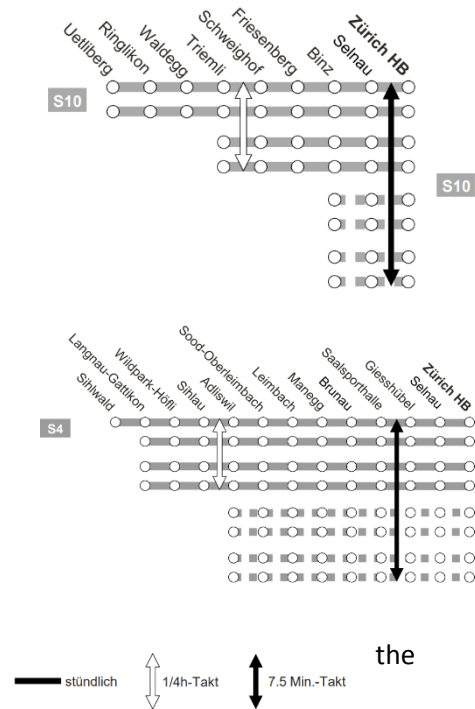 Uetliberg
Ringlikon
Waldegg
Triemli
Schweighof
Friesenberg
Binz
Selnau
Zürich HB
S10
S10
Sihlwald
Langnau-Gattikon
Wildpark-Höfli
Sihlau
Adliswil
Sood-Oberleimbach
Leimbach
Manegg
Brunau
Saalsporthalle
Giesshübel
Selnau
Zürich HB
S4
the
stündlich
1/4h-Takt
7.5 Min.-Takt